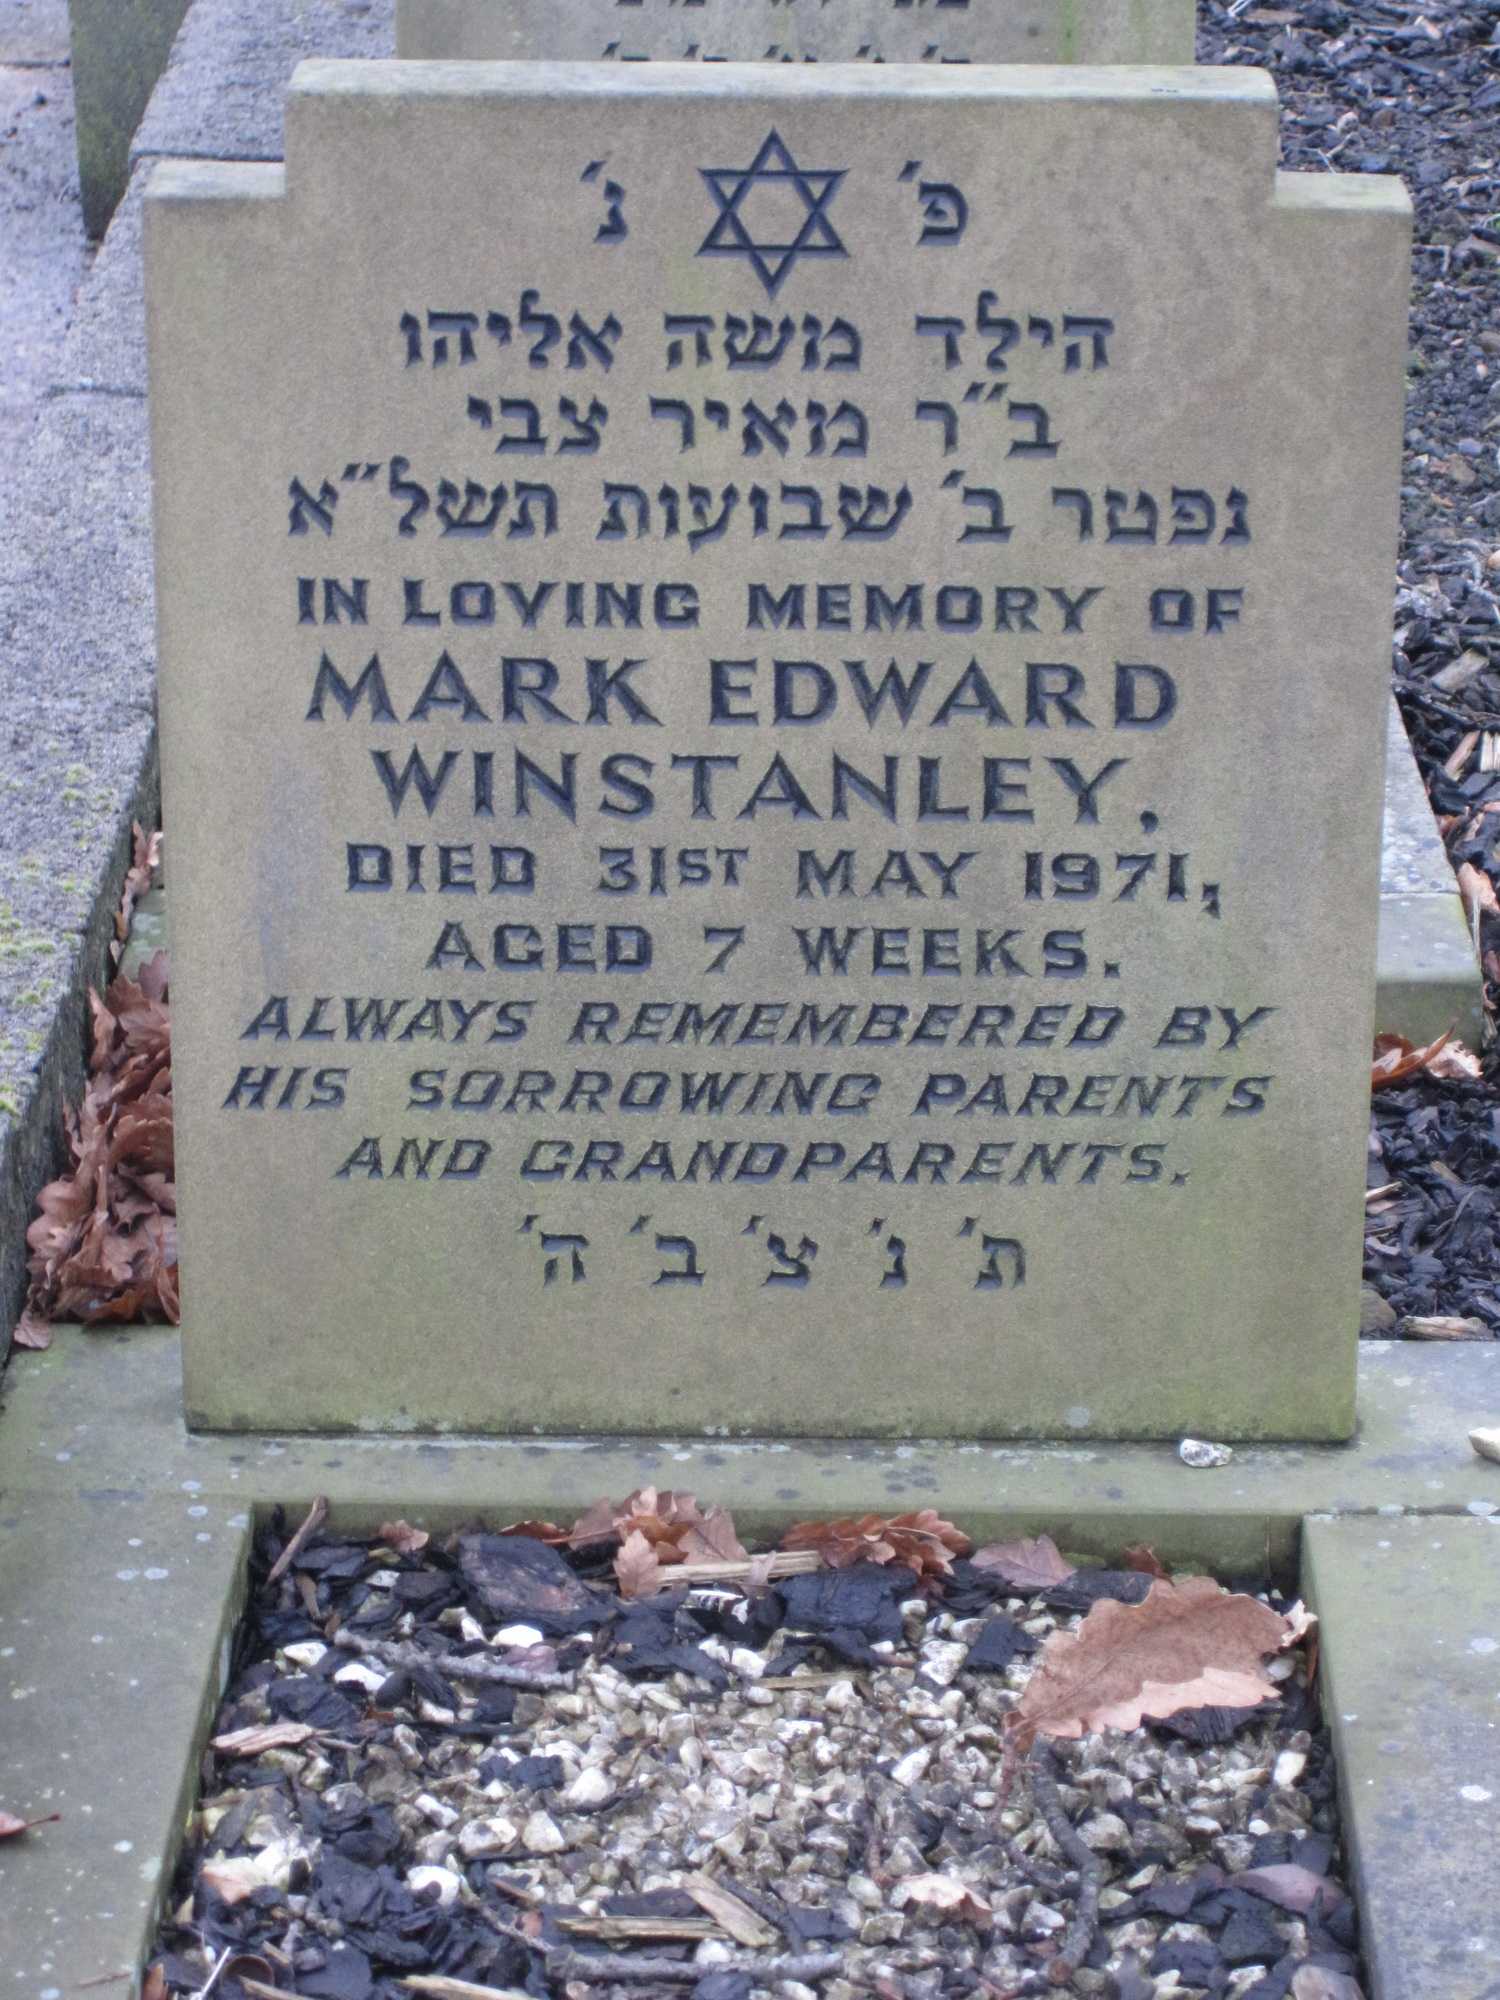 פ' נ'
הילד משה אליהו
ב"ר מאיר צבי
נפטר ב' שבועות תשל"א
IN LOVING MEMORY OF
MARK EDWARD
WINSTANLEY,
DIED 31ST MAY 1971,
AGED 7 WEEKS.
ALWAYS REMEMBERED BY
HIS SORROWING PARENTS
AND GRANDPARENTS.
ת' נ' צ' ב' ה'